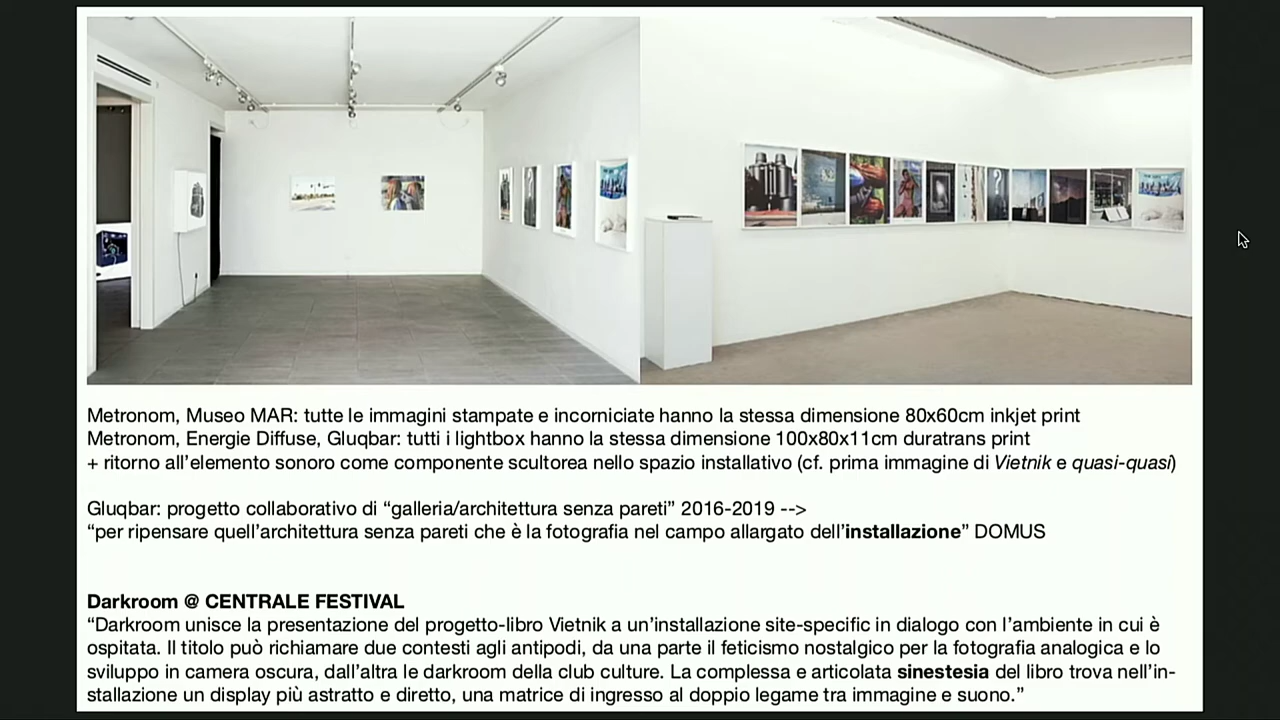 Metronom, Museo MAR: tutte le immagini stampate e incorniciate hanno la stessa dimensione 80x60cm inkjet print
Metronom, Energie Diffuse, Gluqbar: tutti i lightbox hanno la stessa dimensione 100x80x11cm duratrans print
+ ritorno all'elemento sonoro come componente scultorea nello spazio installativo (cf. prima immagine di Vietnik e quasi-quasi)
Gluqbar: progetto collaborativo di “galleria/architettura senza pareti” 2016-2019 -->
“per ripensare quell'architettura senza pareti che è la fotografia nel campo allargato dell'installazione” DOMUS
Darkroom @ CENTRALE FESTIVAL
“Darkroom unisce la presentazione del progetto-libro Vietnik a un'installazione site-specific in dialogo con l'ambiente in cui è
ospitata. Il titolo può richiamare due contesti agli antipodi, da una parte il feticismo nostalgico per la fotografia analogica e lo
sviluppo in camera oscura, dall'altra le darkroom della club culture. La complessa e articolata sinestesia del libro trova nell'in-
stallazione un display più astratto e diretto, una matrice di ingresso al doppio legame tra immagine e suono.”